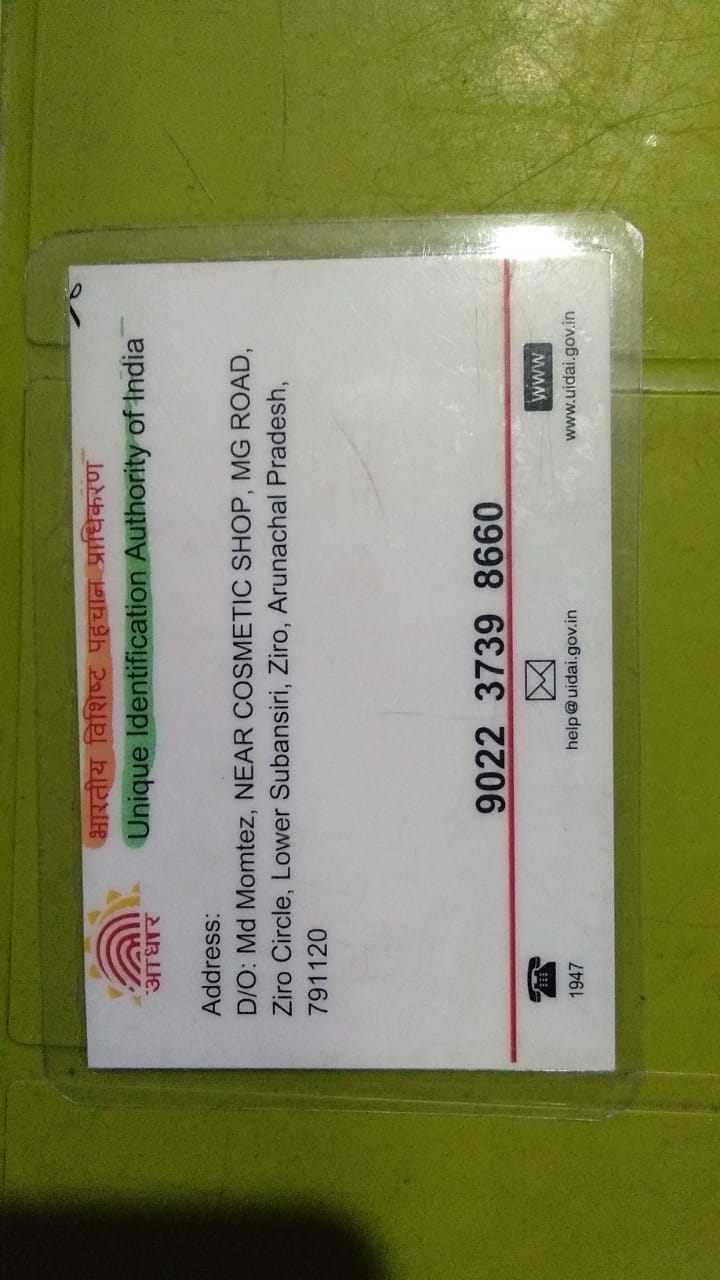 भारतीय विशिष्ट पहचान प्राधिकरण
Unique Identification Authority of India
आधार
Address:
D/O: Md Momtez, NEAR COSMETIC SHOP, MG ROAD,
Ziro Circle, Lower Subansiri, Ziro, Arunachal Pradesh,
791120
9022 3739 8660
1947
help@uidai.gov.in
www
www.uidai.gov.in